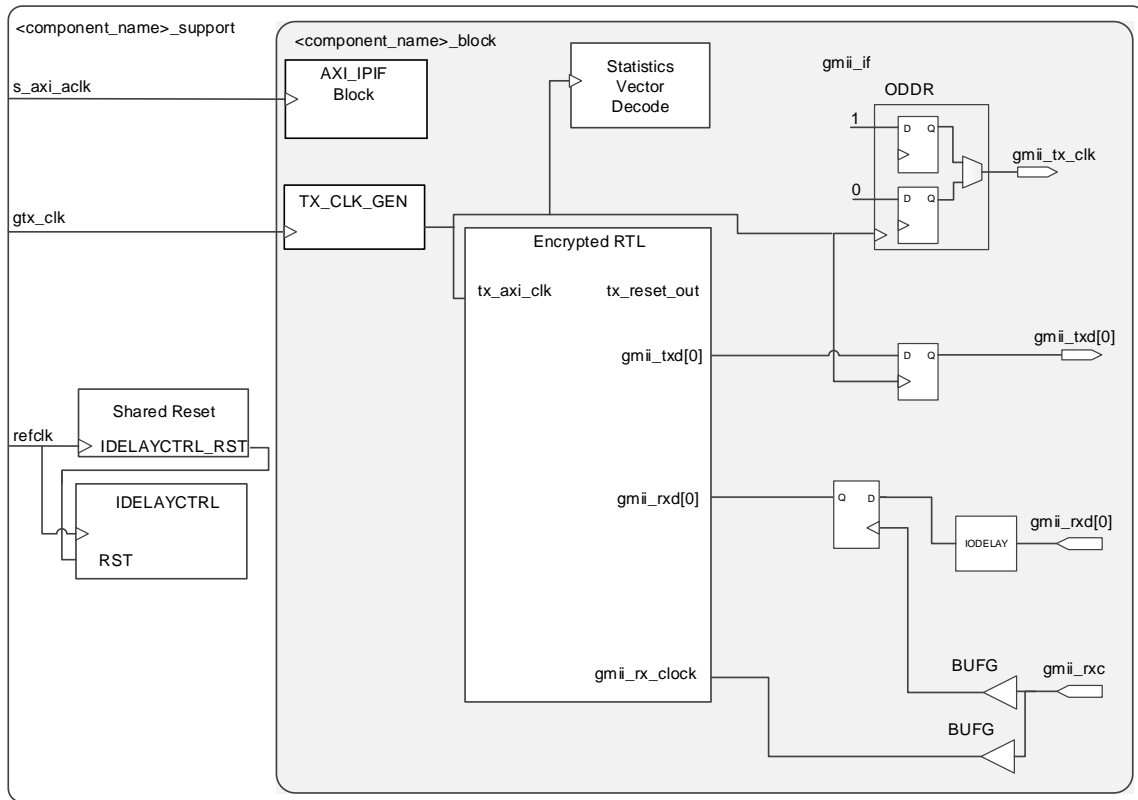 <component_name>_support
<component_name>_block
s_axi_aclk
AXI_IPIF
Block
Statistics
Vector
Decode
gmii_if
ODDR
1
D
Q
gmii_tx_clk
0
D
Q
gtx_clk
TX_CLK_GEN
Encrypted RTL
tx_axi_clk
tx_reset_out
gmii_txd[0]
D
Q
gmii_txd[0]
Shared Reset
refclk
IDELAYCTRL_RST
IDELAYCTRL
RST
gmii_rxd[0]
Q
D
IODELAY
gmii_rxd[0]
gmii_rx_clock
BUFG
gmii_rxc
BUFG